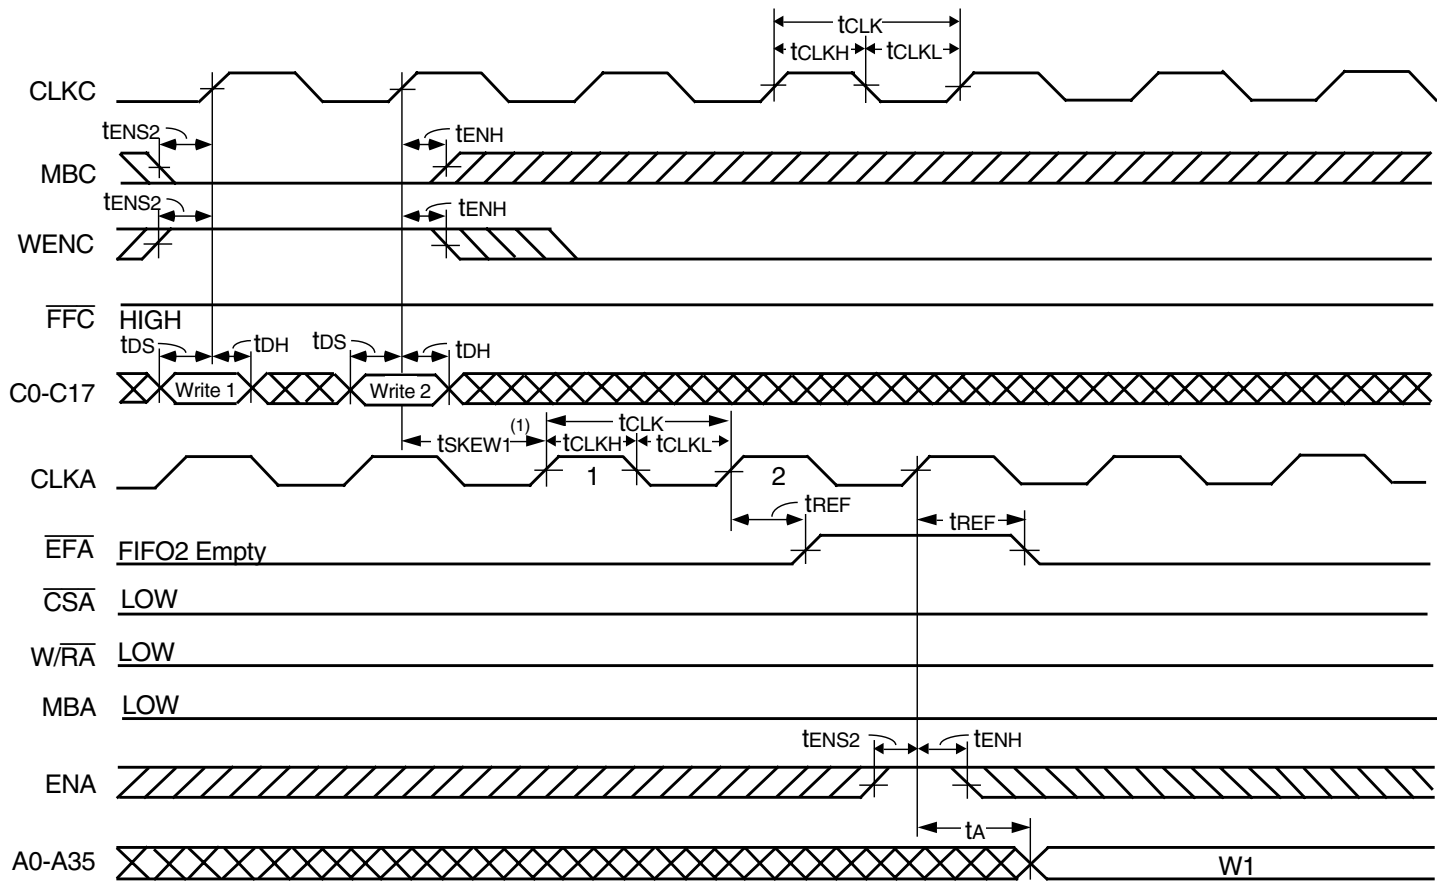 tCLK
tCLKH tCLKL
CLKC
tENS2 tENH
MBC
tENS2 tENH
WENC
FFC HIGH
tDS tDH tDS tDH
C0-C17 Write 1 Write 2
tSKEW1(1) tCLK
tCLKH tCLKL
CLKA 1 2
tREF tREF
EFA FIFO2 Empty
CSA LOW
W/RA LOW
MBA LOW
tENS2 tENH
ENA
tA
A0-A35 W1